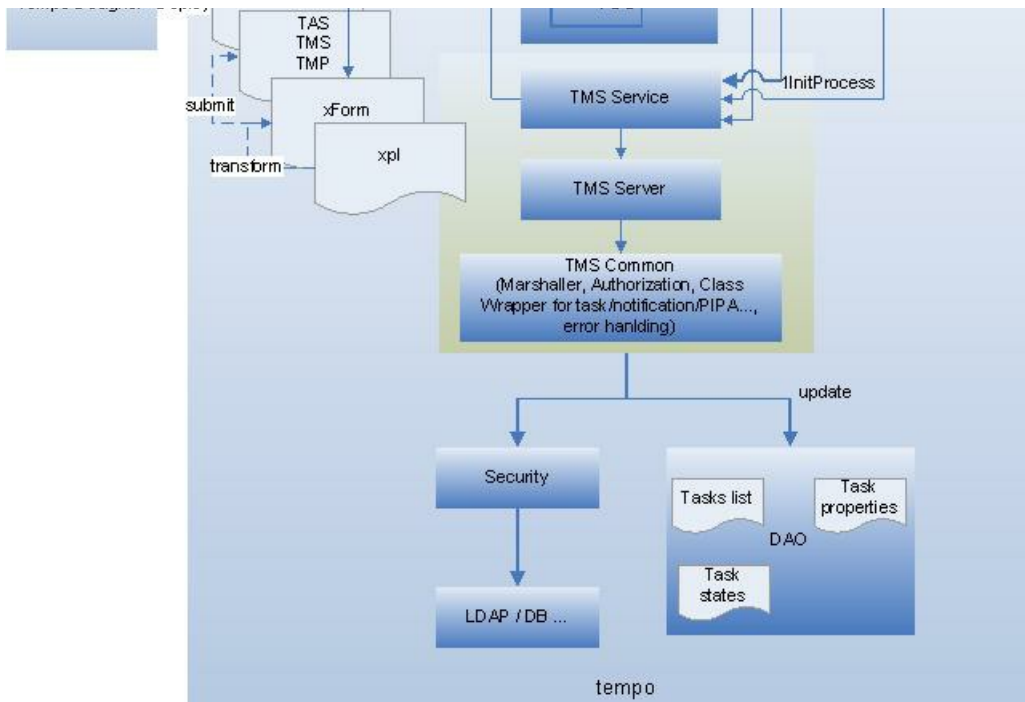 TAS
TMS
TMP
submit
xForm
transform
xpl
TMS Service
1InitProcess
TMS Server
TMS Common
(Marshaller, Authorization, Class
Wrapper for task/notification/PIPA...,
error hanlding)
update
Security
Tasks list
Task
properties
DAO
Task
states
LDAP / DB ...
tempo